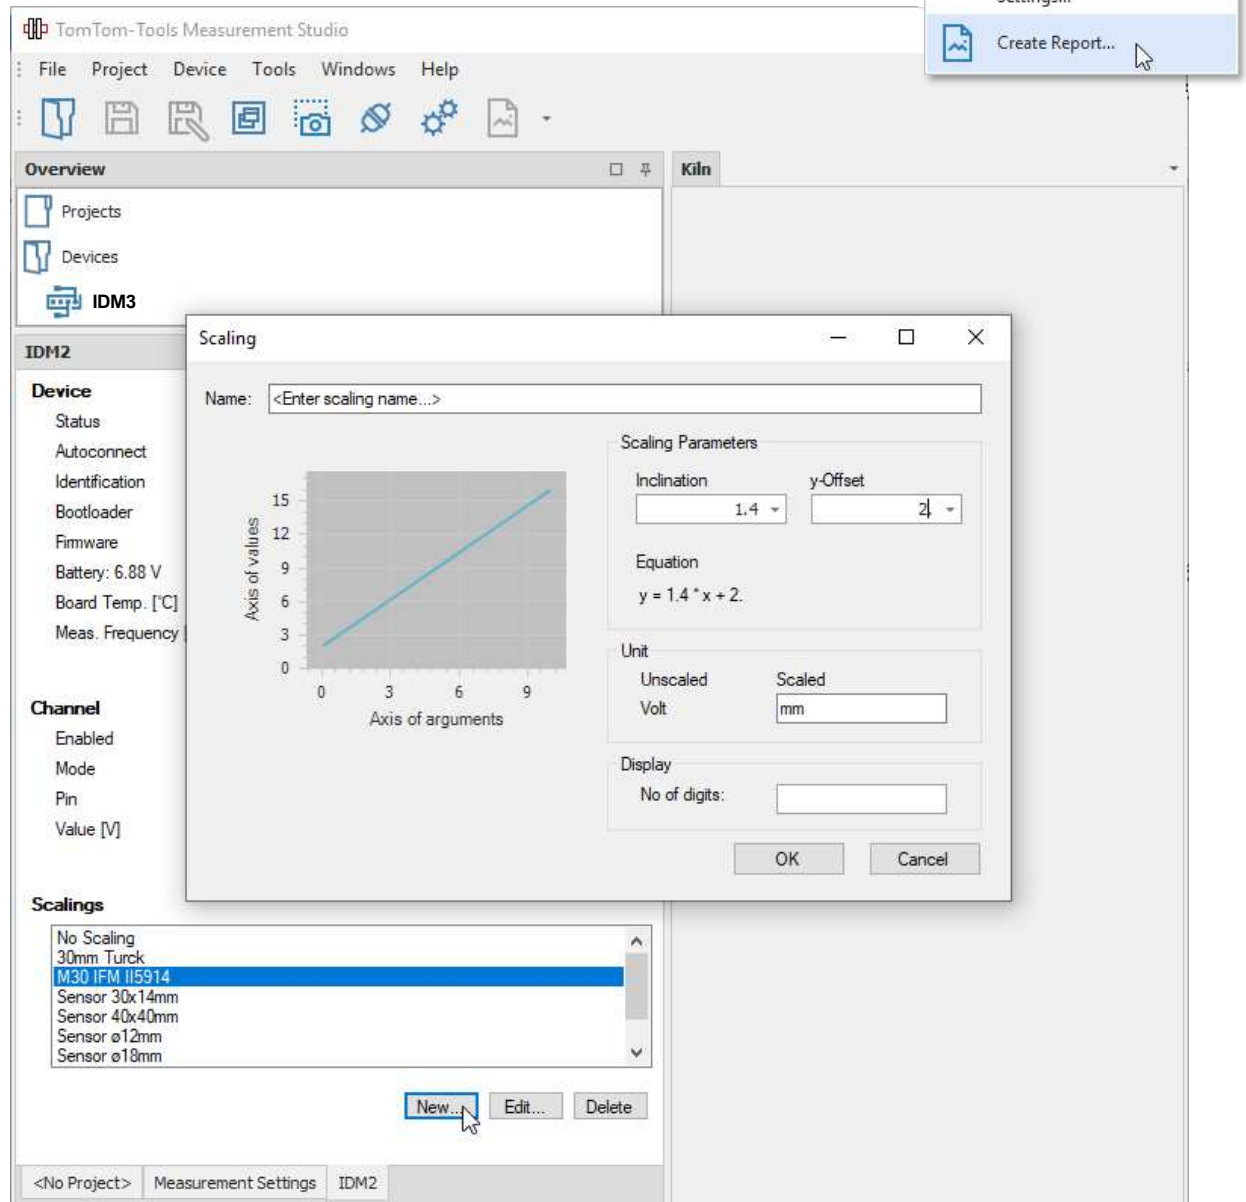 Settings...
Create Report...
TomTom-Tools Measurement Studio
File Project Device Tools Windows Help
Overview
Kiln
Projects
Devices
IDM3
IDM2
Device
Status
Autoconnect
Identification
Bootloader
Firmware
Battery: 6.88 V
Board Temp. [°C]
Meas. Frequency [
Channel
Enabled
Mode
Pin
Value [V]
Scalings
No Scaling
30mm Turck
M30 IFM II5914
Sensor 30x14mm
Sensor 40x40mm
Sensor ø12mm
Sensor ø18mm
New... Edit... Delete
<No Project> Measurement Settings IDM2
Scaling
Name: <Enter scaling name...>
15
12
9
6
3
0
0 3 6 9
Axis of values
Axis of arguments
Scaling Parameters
Inclination y-Offset
1.4 2.
Equation
y = 1.4 * x + 2.
Unit
Unscaled Scaled
Volt mm
Display
No of digits:
OK Cancel